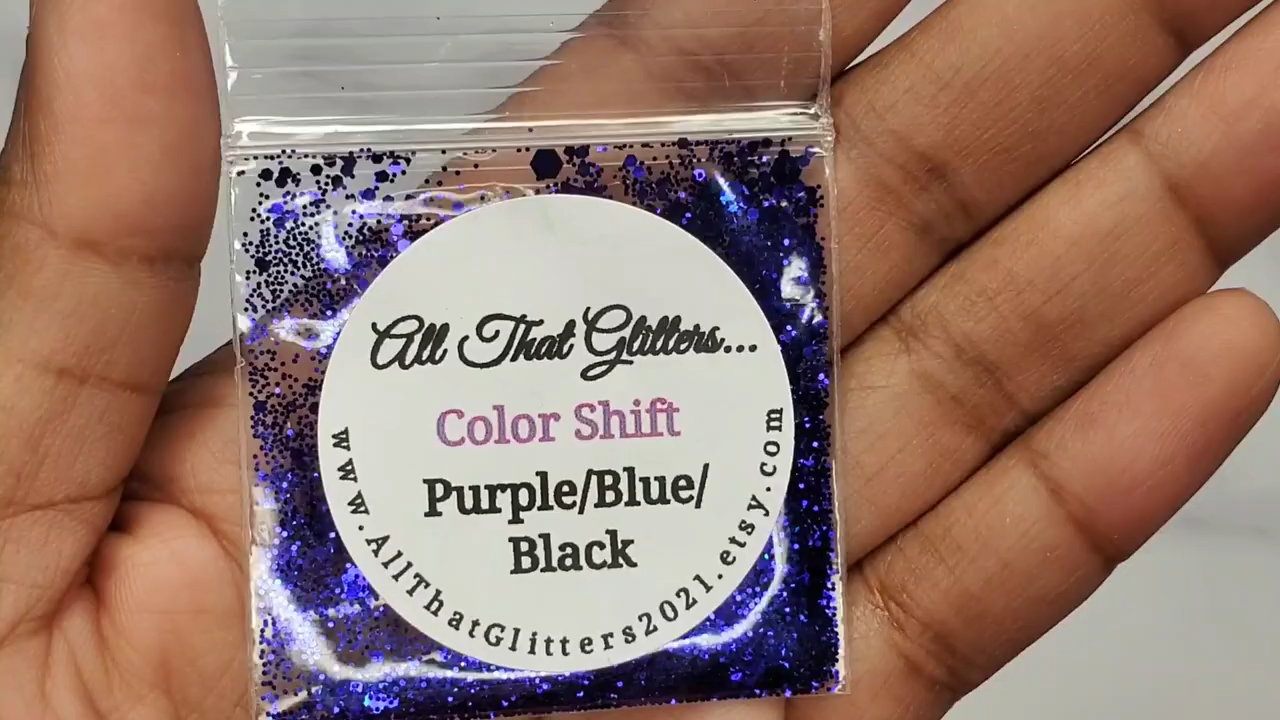 All That Glitters...
Color Shift
Purple/Blue/
Black
www.AllThatGlitters2021.etsy.com